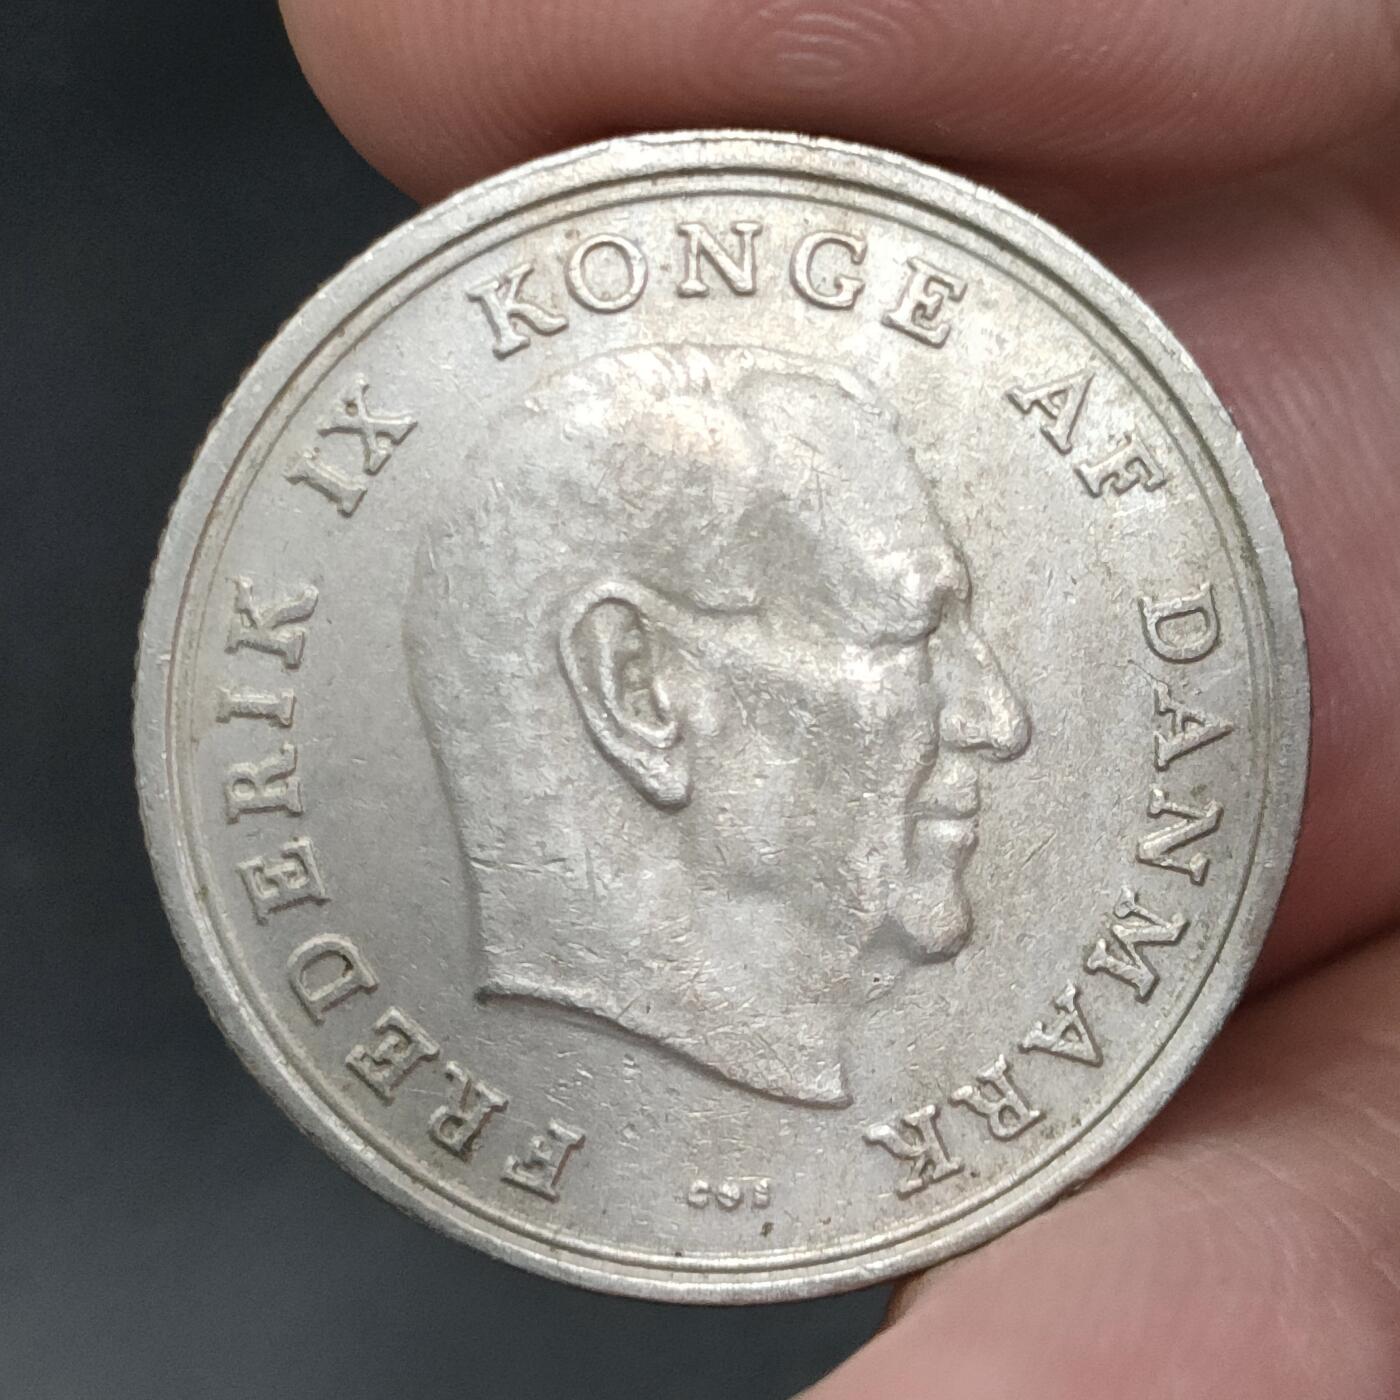 FREDERIK IX KONGE AF DANMARK